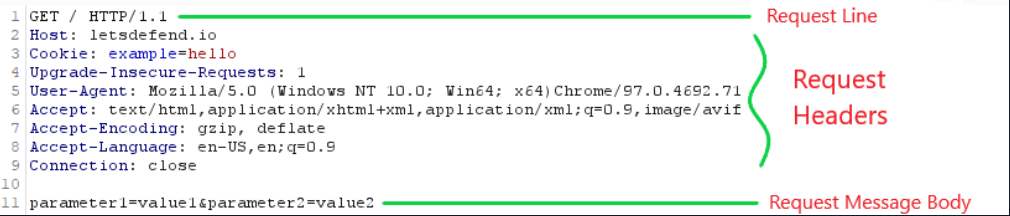 1 GET / HTTP/1.1 Request Line
2 Host: letsdefend.io
3 Cookie: example=hello
4 Upgrade-Insecure-Requests: 1
5 User-Agent: Mozilla/5.0 (Windows NT 10.0; Win64; x64)Chrome/97.0.4692.71
6 Accept: text/html,application/xhtml+xml,application/xml;q=0.9,image/avif
7 Accept-Encoding: gzip, deflate
8 Accept-Language: en-US,en;q=0.9
9 Connection: close
Request
Headers
10
11 parameter1=value1&parameter2=value2 Request Message Body